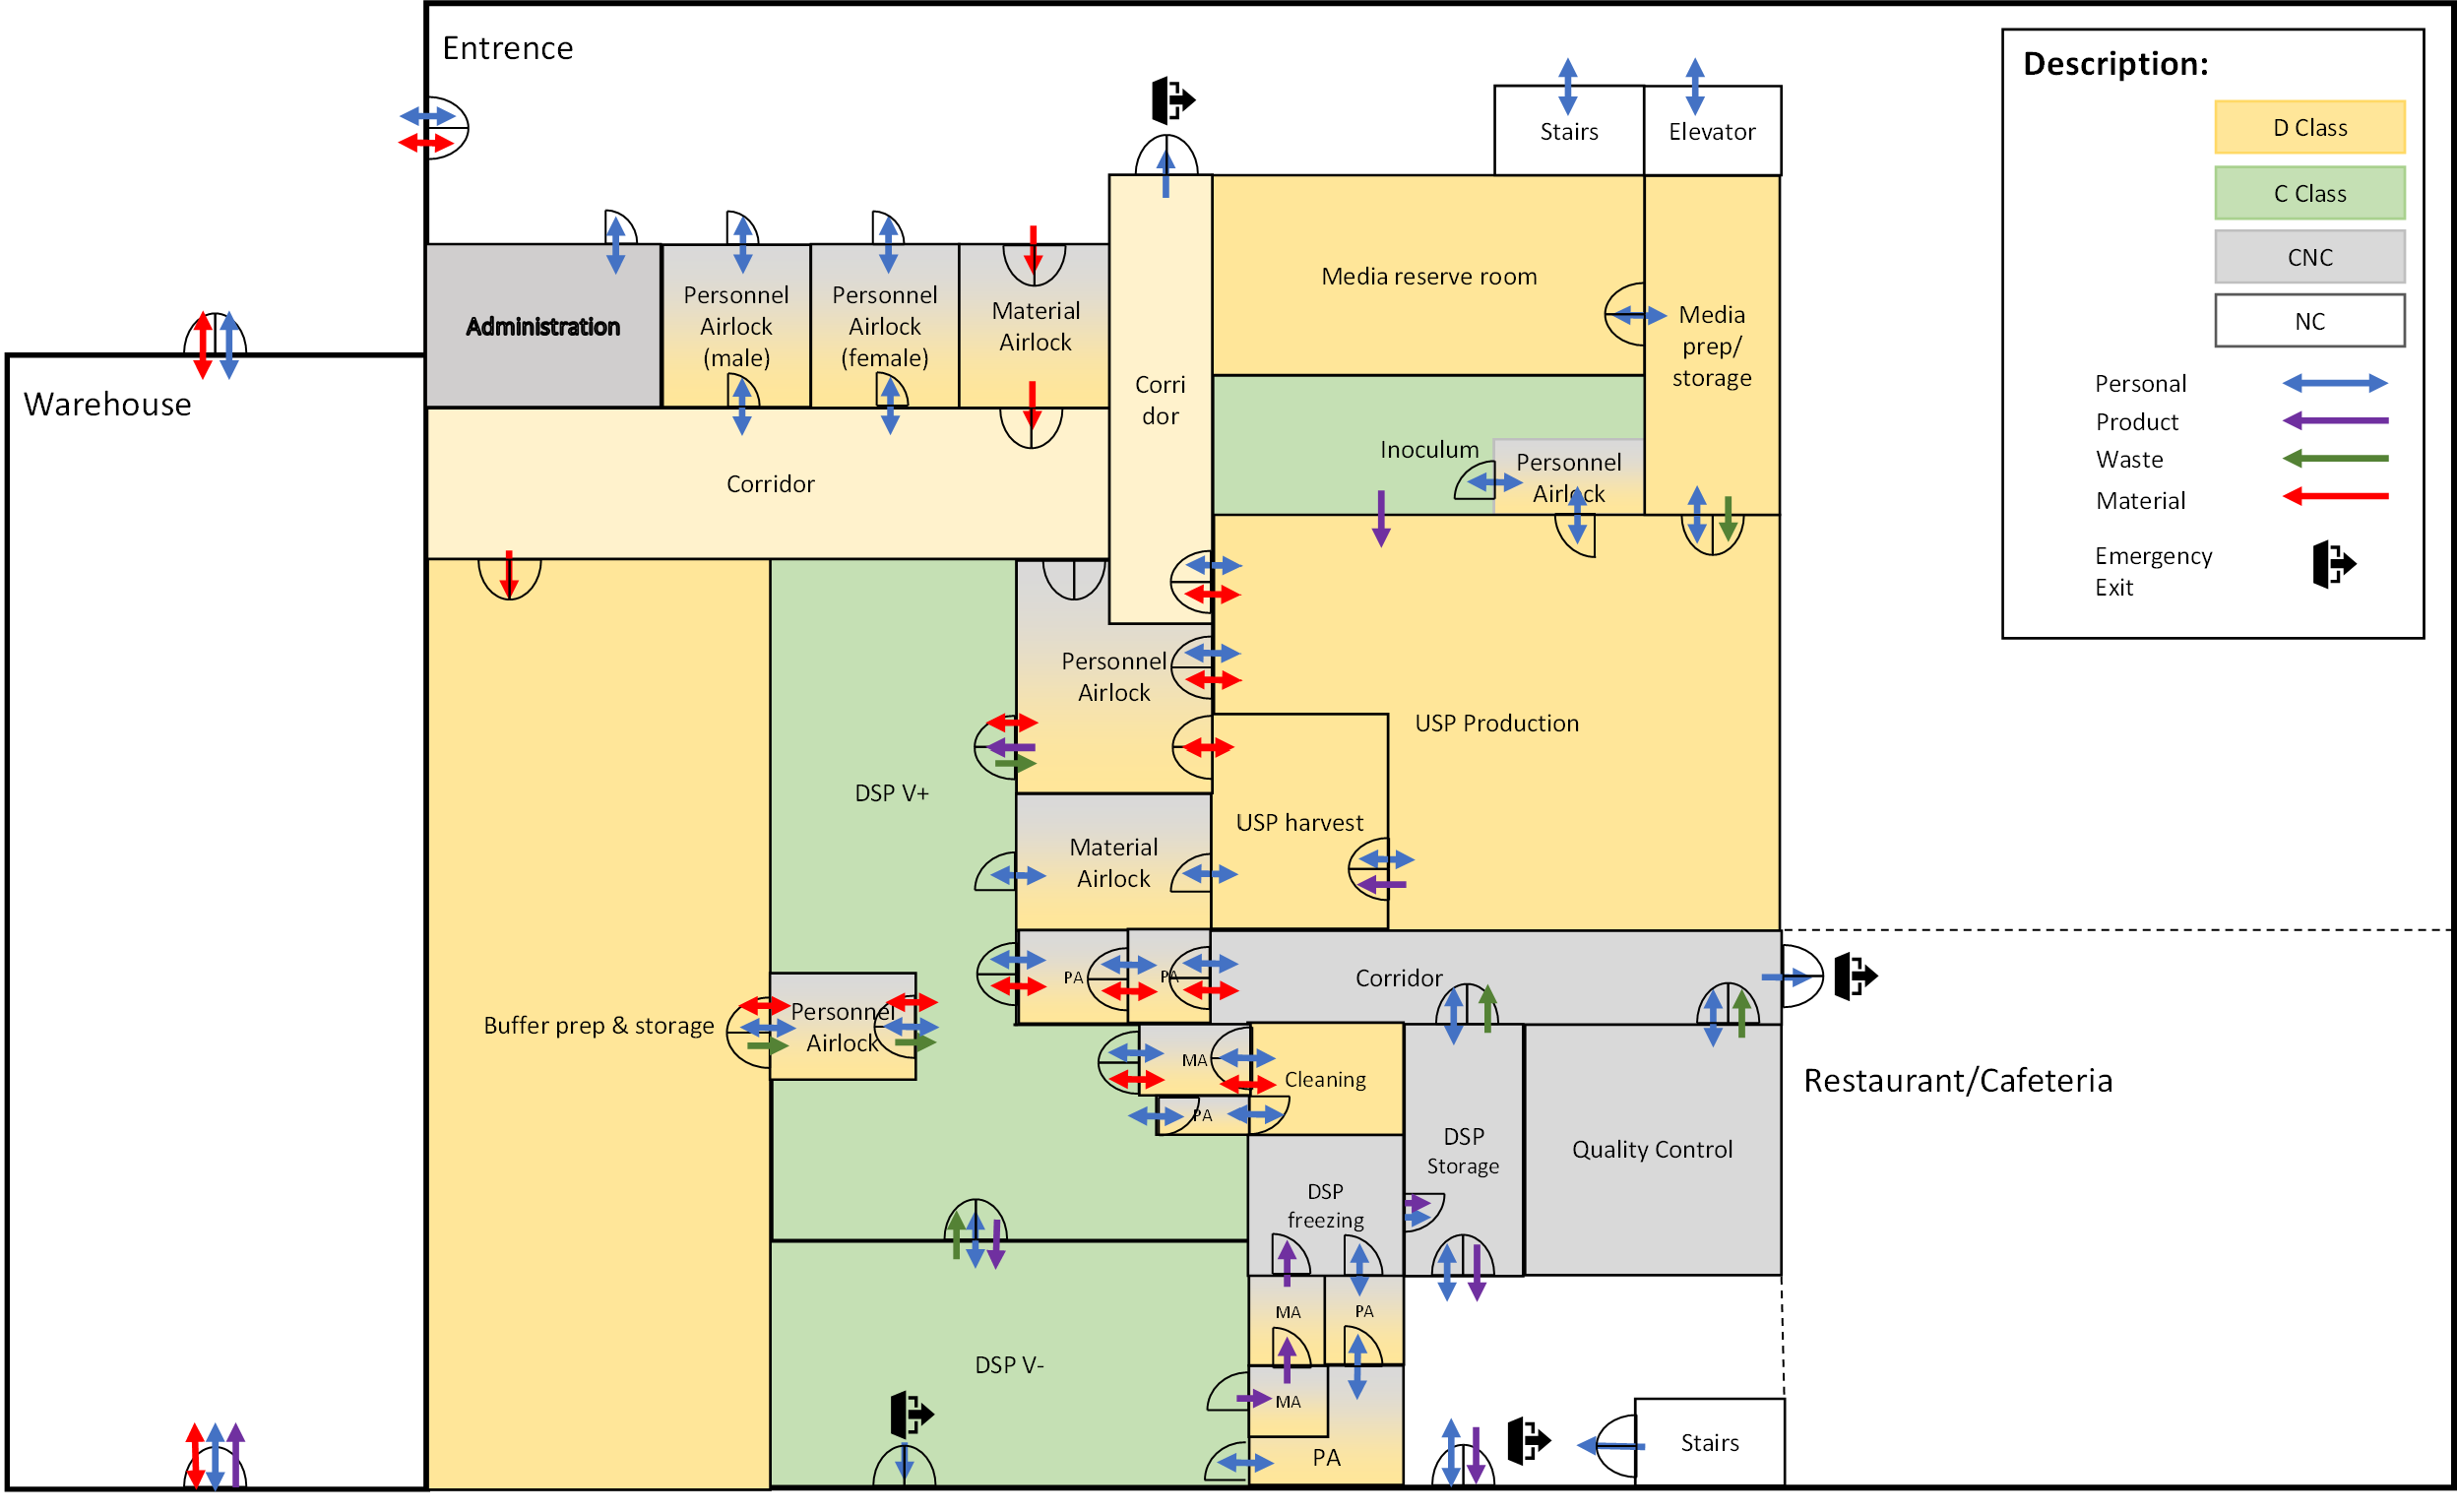 Entrence
Description:
D Class
C Class
CNC
NC
Personal
Product
Waste
Material
Emergency
Exit
Stairs
Elevator
Administration
Personnel
Airlock
(male)
Personnel
Airlock
(female)
Material
Airlock
Corri
dor
Media reserve room
Media
prep/
storage
Warehouse
Corridor
Inoculum
Personnel
Airlock
Personnel
Airlock
USP Production
DSP V+
USP harvest
Material
Airlock
PA
PA
Corridor
Buffer prep & storage
Personnel
Airlock
MA
Cleaning
PA
Restaurant/Cafeteria
DSP
Storage
Quality Control
DSP
freezing
MA
PA
DSP V-
MA
PA
Stairs